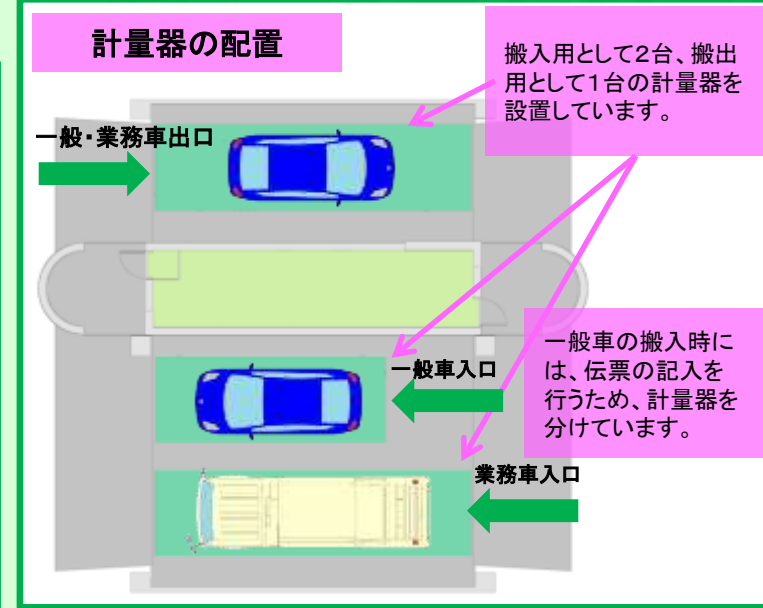 計量器の配置
搬入用として2台、搬出
用として1台の計量器を
設置しています。
一般・業務車出口
一般車の搬入時に
は、伝票の記入を
行うため、計量器を
分けています。
一般車入口
業務車入口